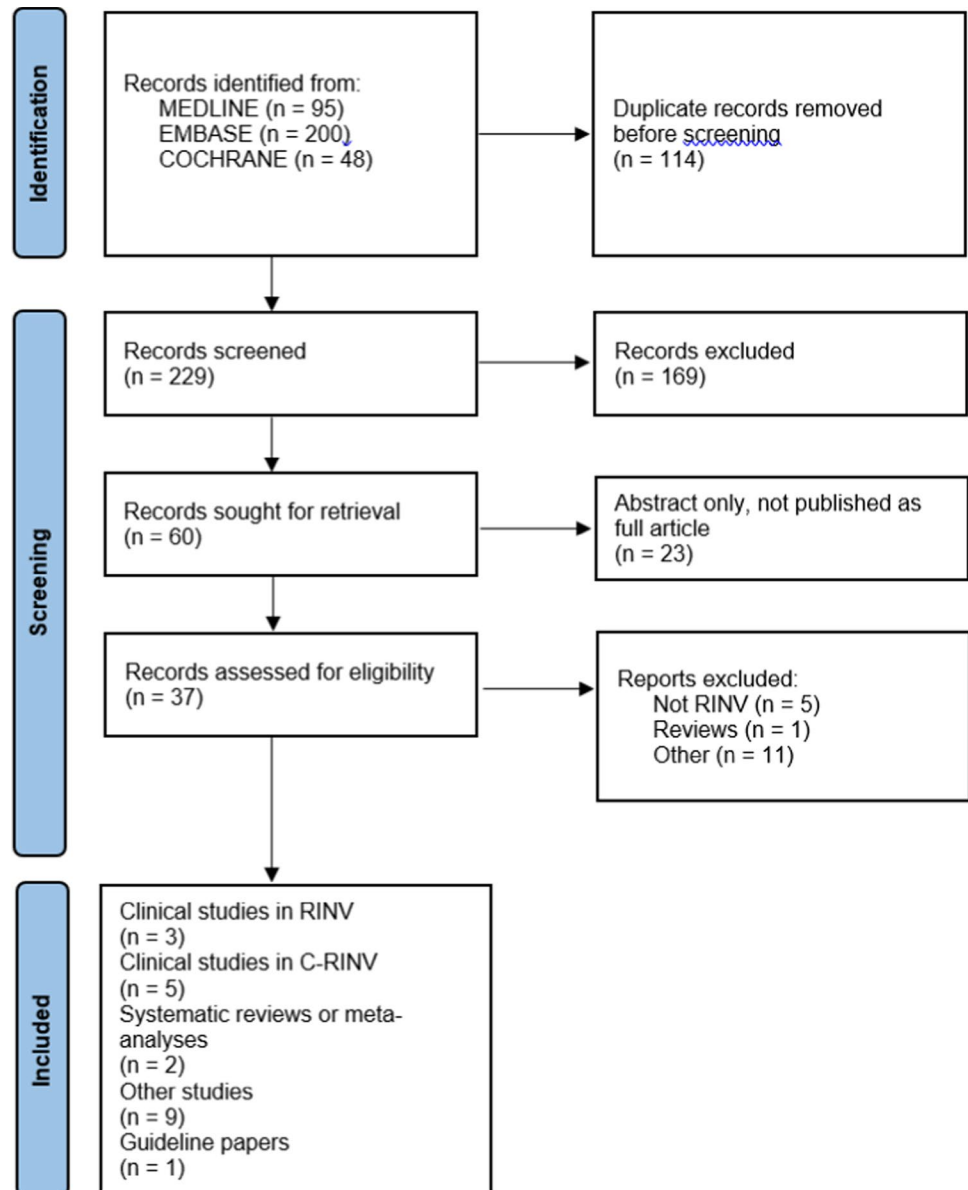 Identification
Records identified from:
MEDLINE (n = 95)
EMBASE (n = 200)
COCHRANE (n = 48)
Duplicate records removed
before screening
(n = 114)
Screening
Records screened
(n = 229)
Records excluded
(n = 169)
Records sought for retrieval
(n = 60)
Abstract only, not published as
full article
(n = 23)
Records assessed for eligibility
(n = 37)
Reports excluded:
Not RINV (n = 5)
Reviews (n = 1)
Other (n = 11)
Included
Clinical studies in RINV
(n = 3)
Clinical studies in C-RINV
(n = 5)
Systematic reviews or meta-
analyses
(n = 2)
Other studies
(n = 9)
Guideline papers
(n = 1)